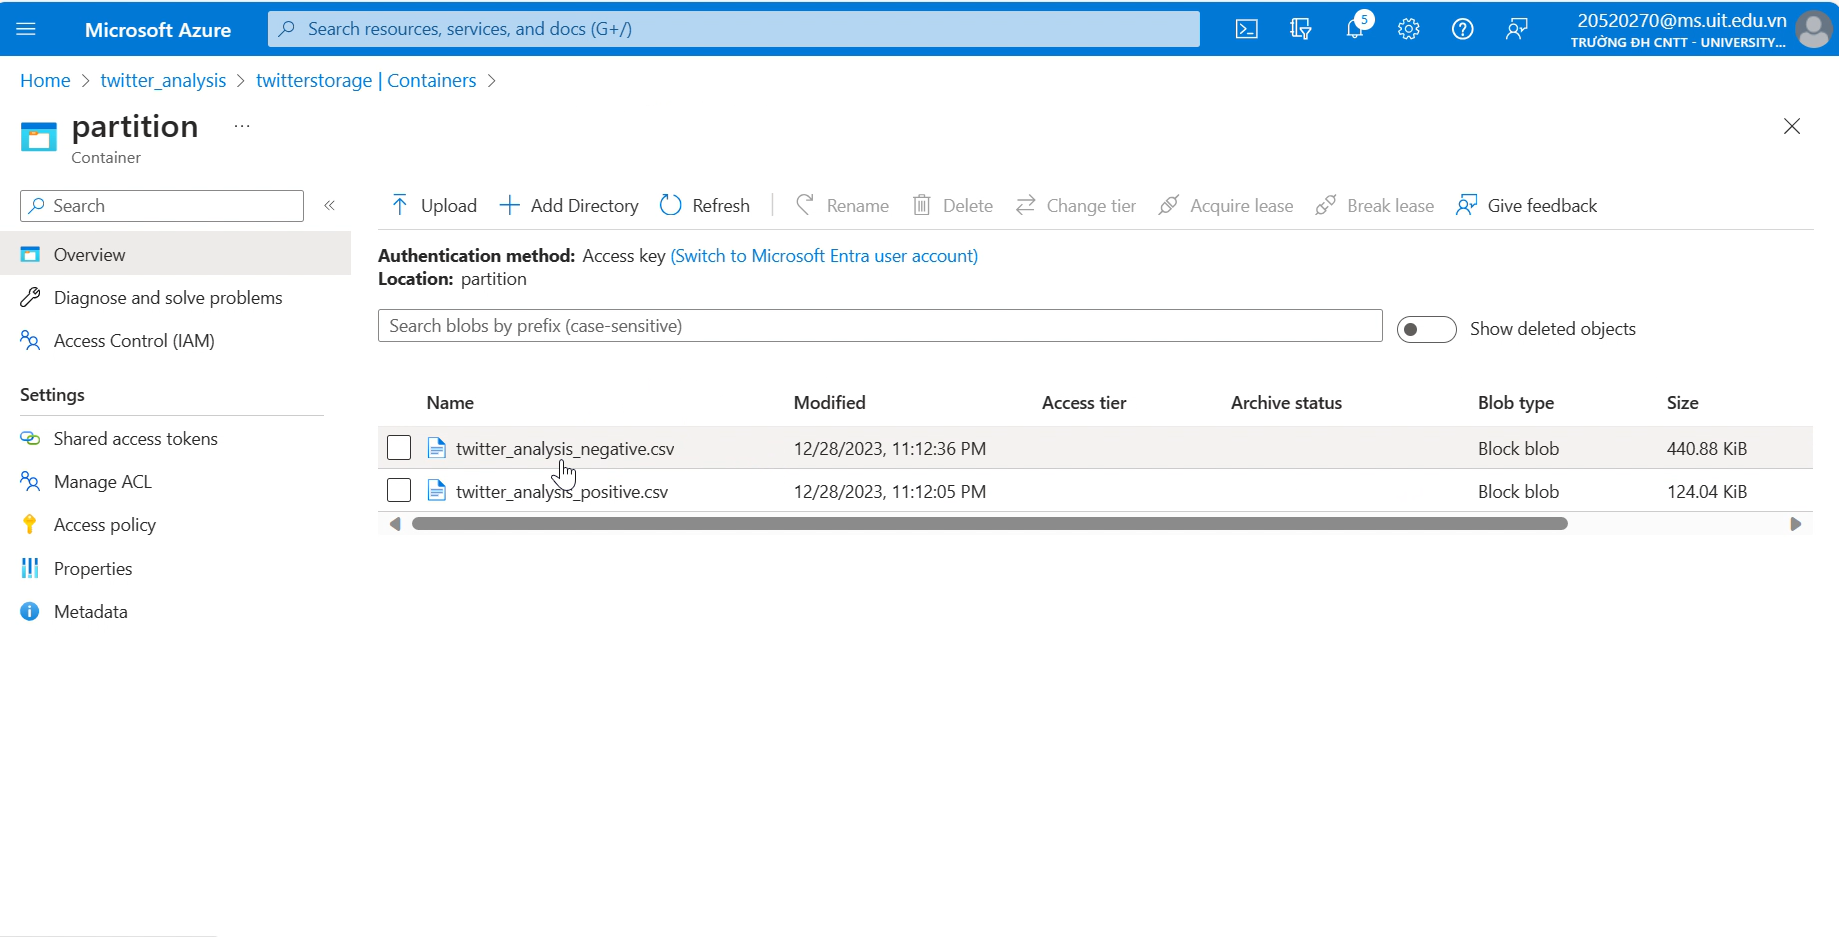 Microsoft Azure
Search resources, services, and docs (G+/)
5
20520270@ms.uit.edu.vn
TRƯỜNG ĐH CNTT - UNIVERSITY...
Home > twitter_analysis > twitterstorage | Containers >
partition ...
Container
Search
«
Upload
Add Directory
Refresh
Rename
Delete
Change tier
Acquire lease
Break lease
Give feedback
Overview
Diagnose and solve problems
Access Control (IAM)
Settings
Shared access tokens
Manage ACL
Access policy
Properties
Metadata
Authentication method: Access key (Switch to Microsoft Entra user account)
Location: partition
Search blobs by prefix (case-sensitive)
Show deleted objects
Name Modified Access tier Archive status Blob type Size
twitter_analysis_negative.csv 12/28/2023, 11:12:36 PM Block blob 440.88 KiB
twitter_analysis_positive.csv 12/28/2023, 11:12:05 PM Block blob 124.04 KiB